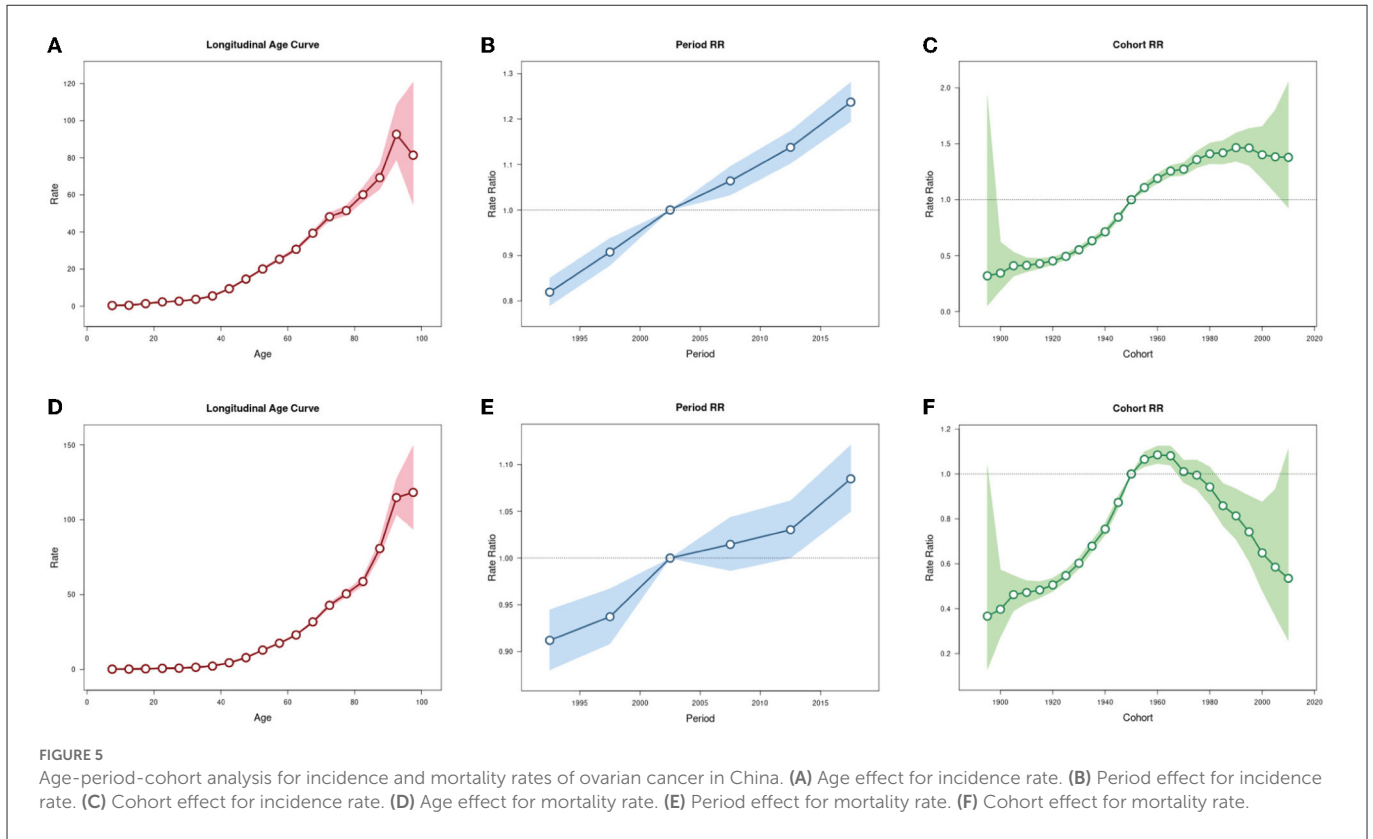 A
Longitudinal Age Curve
Rate
120
100
80
60
40
20
0
0 20 40 60 80 100
Age
B
Period RR
Rate Ratio
1.3
1.2
1.1
1.0
0.9
0.8
1995 2000 2005 2010 2015
Period
C
Cohort RR
Rate Ratio
2.0
1.5
1.0
0.5
0.0
1900 1920 1940 1960 1980 2000 2020
Cohort
D
Longitudinal Age Curve
Rate
150
100
50
0
0 20 40 60 80 100
Age
E
Period RR
Rate Ratio
1.10
1.05
1.00
0.95
0.90
1995 2000 2005 2010 2015
Period
F
Cohort RR
Rate Ratio
1.2
1.0
0.8
0.6
0.4
0.2
1900 1920 1940 1960 1980 2000 2020
Cohort
FIGURE 5
Age-period-cohort analysis for incidence and mortality rates of ovarian cancer in China. (A) Age effect for incidence rate. (B) Period effect for incidence
rate. (C) Cohort effect for incidence rate. (D) Age effect for mortality rate. (E) Period effect for mortality rate. (F) Cohort effect for mortality rate.